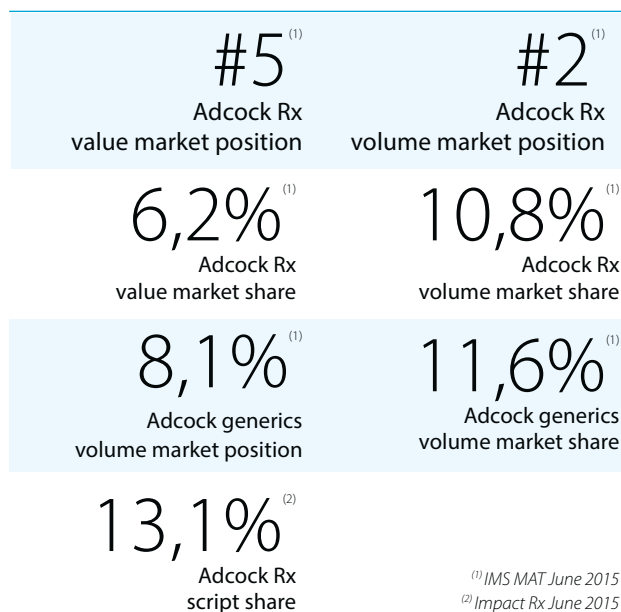 #5 (1)
Adcock Rx
value market position
#2 (1)
Adcock Rx
volume market position
6,2% (1)
Adcock Rx
value market share
10,8% (1)
Adcock Rx
volume market share
8,1% (1)
Adcock generics
volume market position
11,6% (1)
Adcock generics
volume market share
13,1% (2)
Adcock Rx
script share
(1) IMS MAT June 2015
(2) Impact Rx June 2015